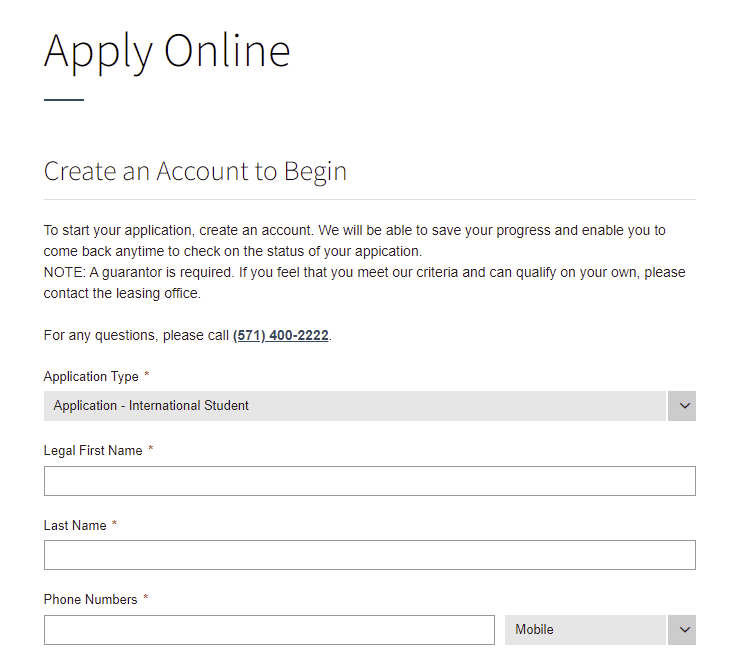 Apply Online
Create an Account to Begin
To start your application, create an account. We will be able to save your progress and enable you to
come back anytime to check on the status of your appication.
NOTE: A guarantor is required. If you feel that you meet our criteria and can qualify on your own, please
contact the leasing office.
For any questions, please call (571) 400-2222.
Application Type *
Application - International Student
Legal First Name *
Last Name *
Phone Numbers *
Mobile